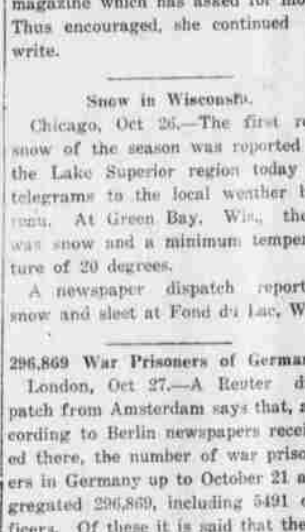 magazine which has asked for mo
Thus encouraged, she continued
write.
Snow in Wisconsin.
Chicago, Oct 26.—The first re
snow of the season was reported
the Lake Superior region today
telegrams to the local weather b
reau. At Green Bay, Wis., the
was snow and a minimum temper
ture of 20 degrees.
A newspaper dispatch report
snow and sleet at Fond du Lac, W
296,869 War Prisoners of German
London, Oct 27.—A Reuter d
patch from Amsterdam says that, a
cording to Berlin newspapers recei
ed there, the number of war priso
ers in Germany up to October 21 a
gregated 296,869, including 5491
ficers. Of these it is said that the